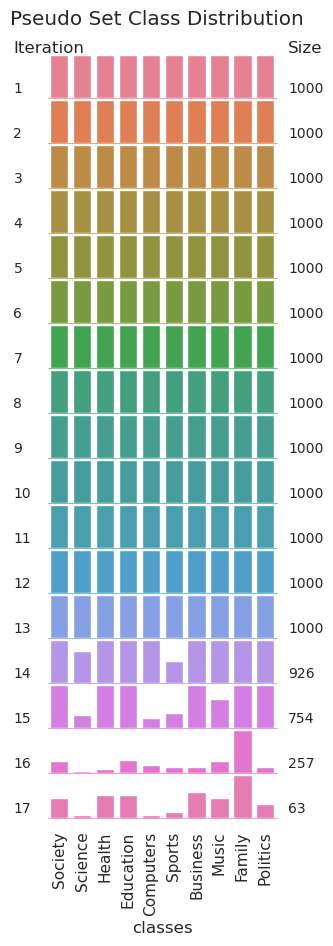 Pseudo Set Class Distribution
Iteration Size
1 1000
2 1000
3 1000
4 1000
5 1000
6 1000
7 1000
8 1000
9 1000
10 1000
11 1000
12 1000
13 1000
14 926
15 754
16 257
17 63
Society
Science
Health
Education
Computers
Sports
Business
Music
Family
Politics
classes